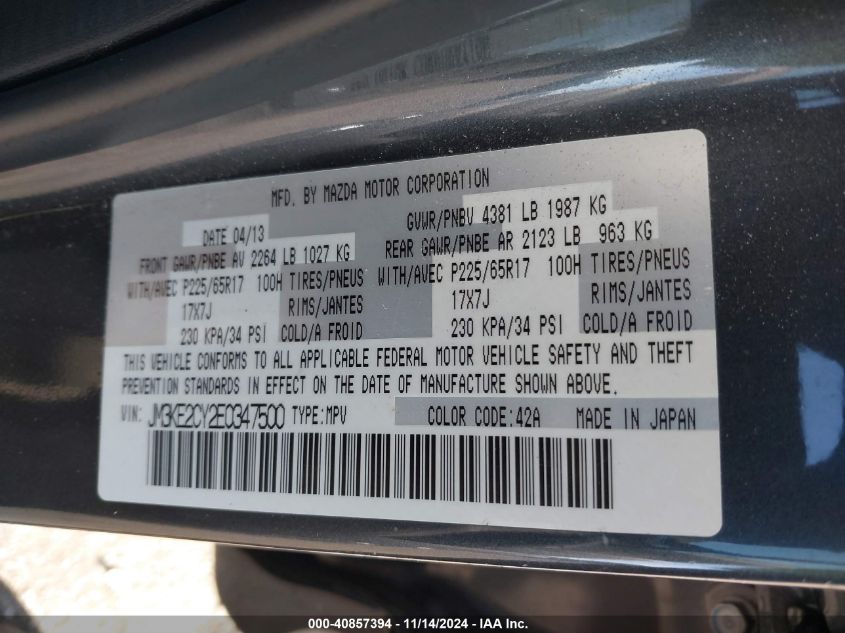 MFD. BY MAZDA MOTOR CORPORATION
DATE 04/13 GVWR/PNBV 4381 LB 1987 KG
FRONT GAWR/PNBE AV 2264 LB 1027 KG REAR GAWR/PNBE AR 2123 LB 963 KG
WITH/AVEC P225/65R17 100H TIRES/PNEUS WITH/AVEC P225/65R17 100H TIRES/PNEUS
17X7J RIMS/JANTES 17X7J RIMS/JANTES
230 KPA/34 PSI COLD/A FROID 230 KPA/34 PSI COLD/A FROID
THIS VEHICLE CONFORMS TO ALL APPLICABLE FEDERAL MOTOR VEHICLE SAFETY AND THEFT
PREVENTION STANDARDS IN EFFECT ON THE DATE OF MANUFACTURE SHOWN ABOVE.
VIN: JM3KE2CY2E0347500 TYPE:MPV COLOR CODE:42A MADE IN JAPAN
000-40857394 - 11/14/2024 - IAA Inc.